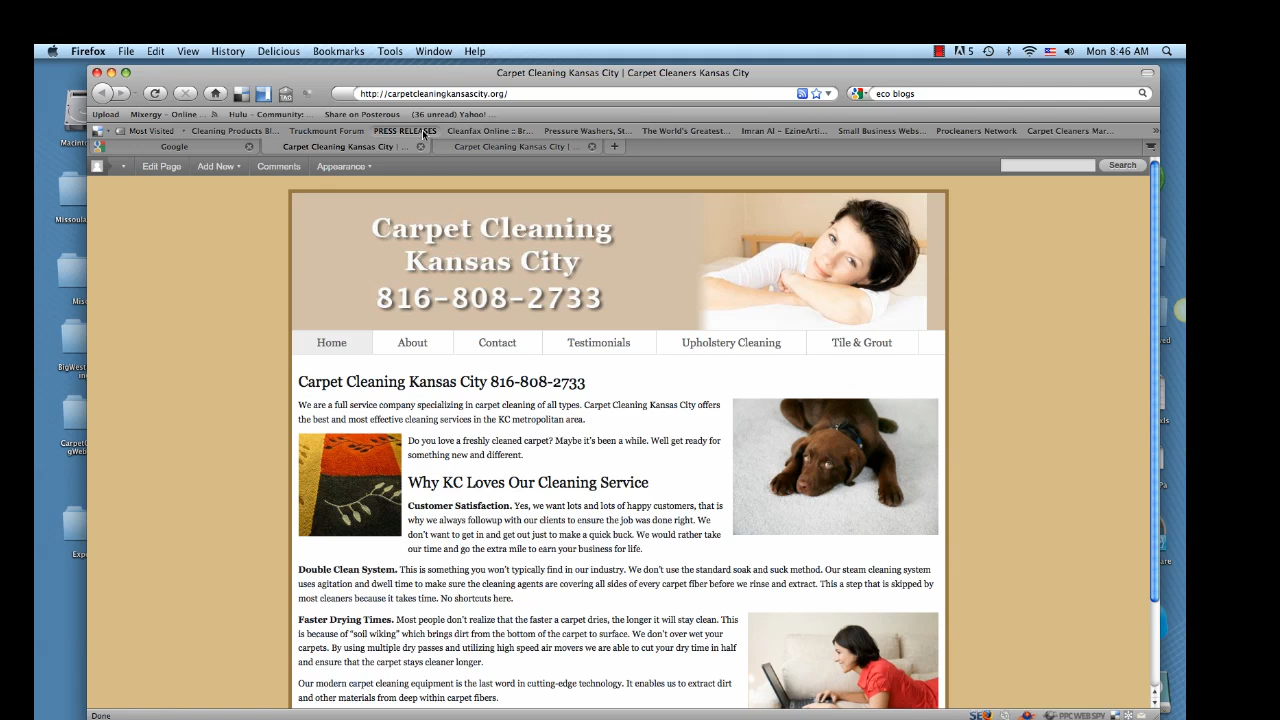 Firefox File Edit View History Delicious Bookmarks Tools Window Help 5 Mon 8:46 AM
Carpet Cleaning Kansas City | Carpet Cleaners Kansas City
http://carpetcleaningkansascity.org/ eco blogs
Upload Mixergy - Online ... Hulu - Community:... Share on Posterous (36 unread) Yahoo! ...
Most Visited Cleaning Products Bl... Truckmount Forum PRESS RELEASES Cleanfax Online :: Br... Pressure Washers, St... The World's Greatest... Imran AI - EzineArti... Small Business Webs... Procleaners Network Carpet Cleaners Mar...
Google Carpet Cleaning Kansas City | ... Carpet Cleaning Kansas City | ...
Edit Page Add New Comments Appearance Search
Carpet Cleaning
Kansas City
816-808-2733
Home About Contact Testimonials Upholstery Cleaning Tile & Grout
Carpet Cleaning Kansas City 816-808-2733
We are a full service company specializing in carpet cleaning of all types. Carpet Cleaning Kansas City offers
the best and most effective cleaning services in the KC metropolitan area.
Do you love a freshly cleaned carpet? Maybe it's been a while. Well get ready for
something new and different.
Why KC Loves Our Cleaning Service
Customer Satisfaction. Yes, we want lots and lots of happy customers, that is
why we always followup with our clients to ensure the job was done right. We
don't want to get in and get out just to make a quick buck. We would rather take
our time and go the extra mile to earn your business for life.
Double Clean System. This is something you won't typically find in our industry. We don't use the standard soak and suck method. Our steam cleaning system
uses agitation and dwell time to make sure the cleaning agents are covering all sides of every carpet fiber before we rinse and extract. This a step that is skipped by
most cleaners because it takes time. No shortcuts here.
Faster Drying Times. Most people don't realize that the faster a carpet dries, the longer it will stay clean. This
is because of "soil wiking" which brings dirt from the bottom of the carpet to surface. We don't over wet your
carpets. By using multiple dry passes and utilizing high speed air movers we are able to cut your dry time in half
and ensure that the carpet stays cleaner longer.
Our modern carpet cleaning equipment is the last word in cutting-edge technology. It enables us to extract dirt
and other materials from deep within carpet fibers.
Done PPC WEB SPY